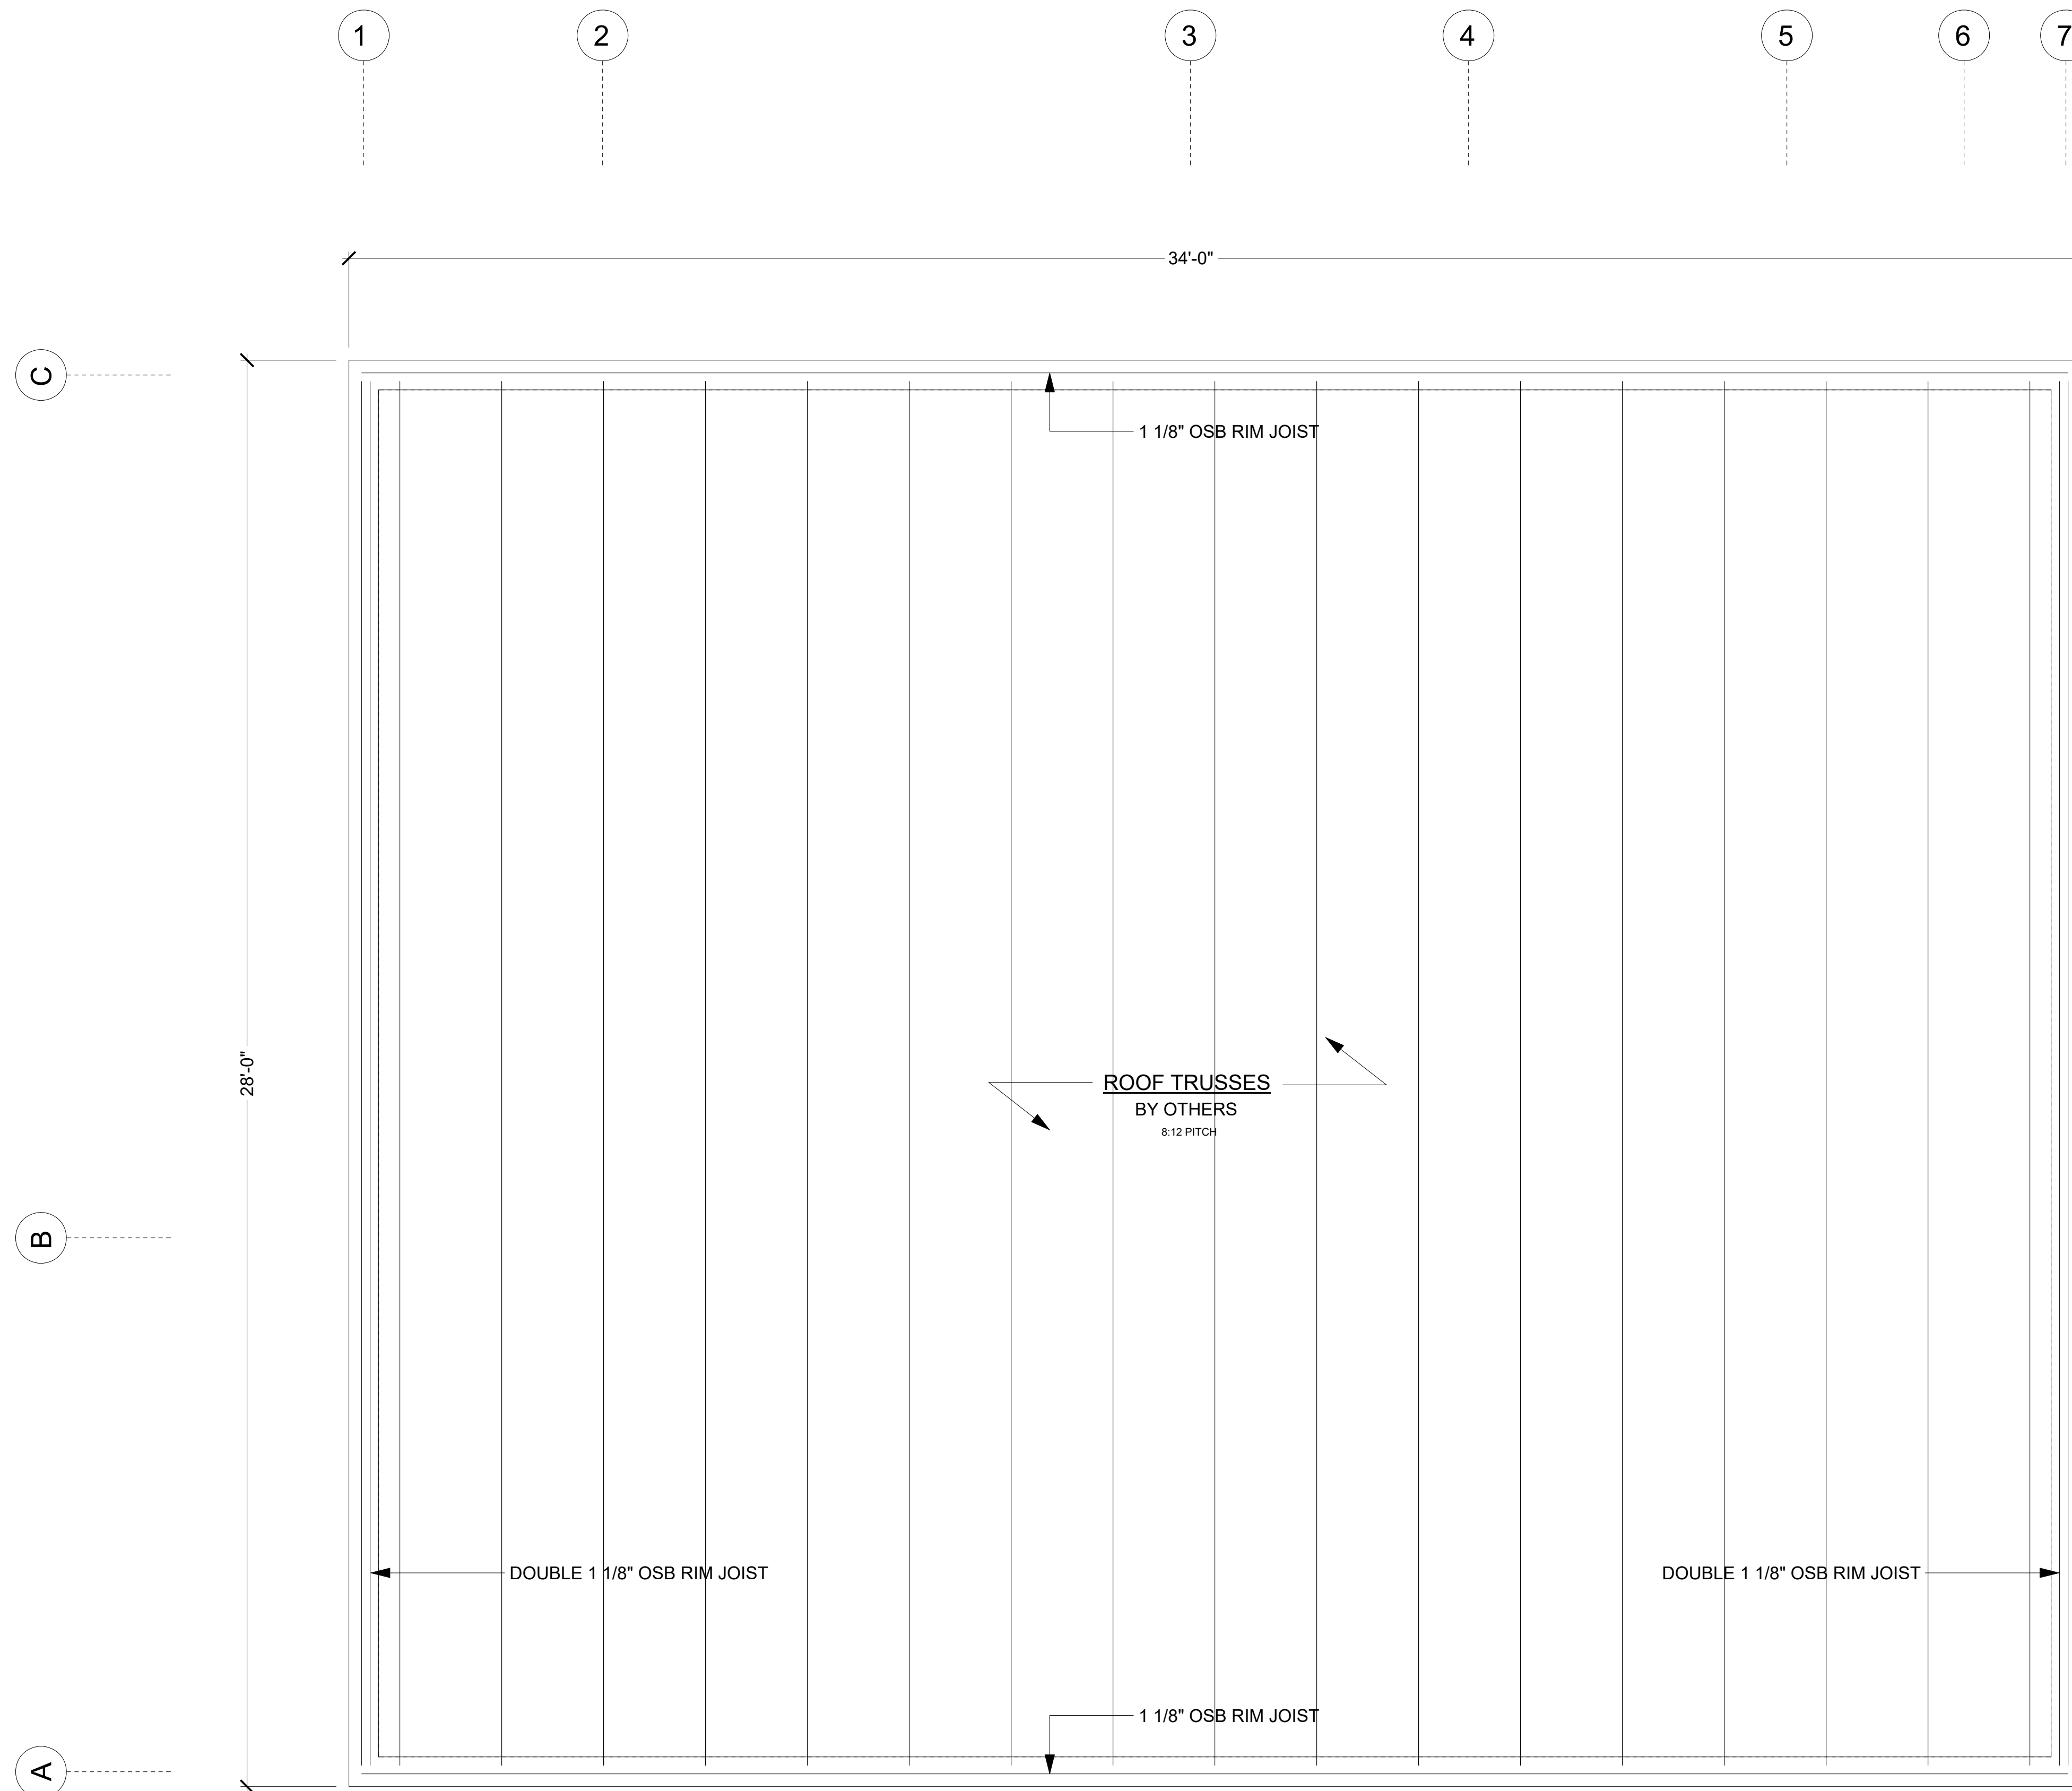 1
2
3
4
5
6
7
34'-0"
C
1 1/8" OSB RIM JOIST
28'-0"
ROOF TRUSSES
BY OTHERS
8:12 PITCH
B
DOUBLE 1 1/8" OSB RIM JOIST
DOUBLE 1 1/8" OSB RIM JOIST
1 1/8" OSB RIM JOIST
A